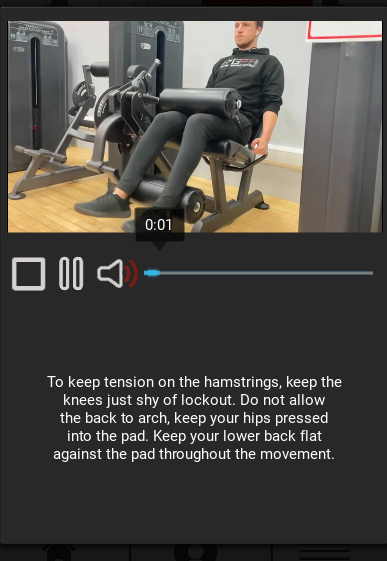 0:01
To keep tension on the hamstrings, keep the
knees just shy of lockout. Do not allow
the back to arch, keep your hips pressed
into the pad. Keep your lower back flat
against the pad throughout the movement.